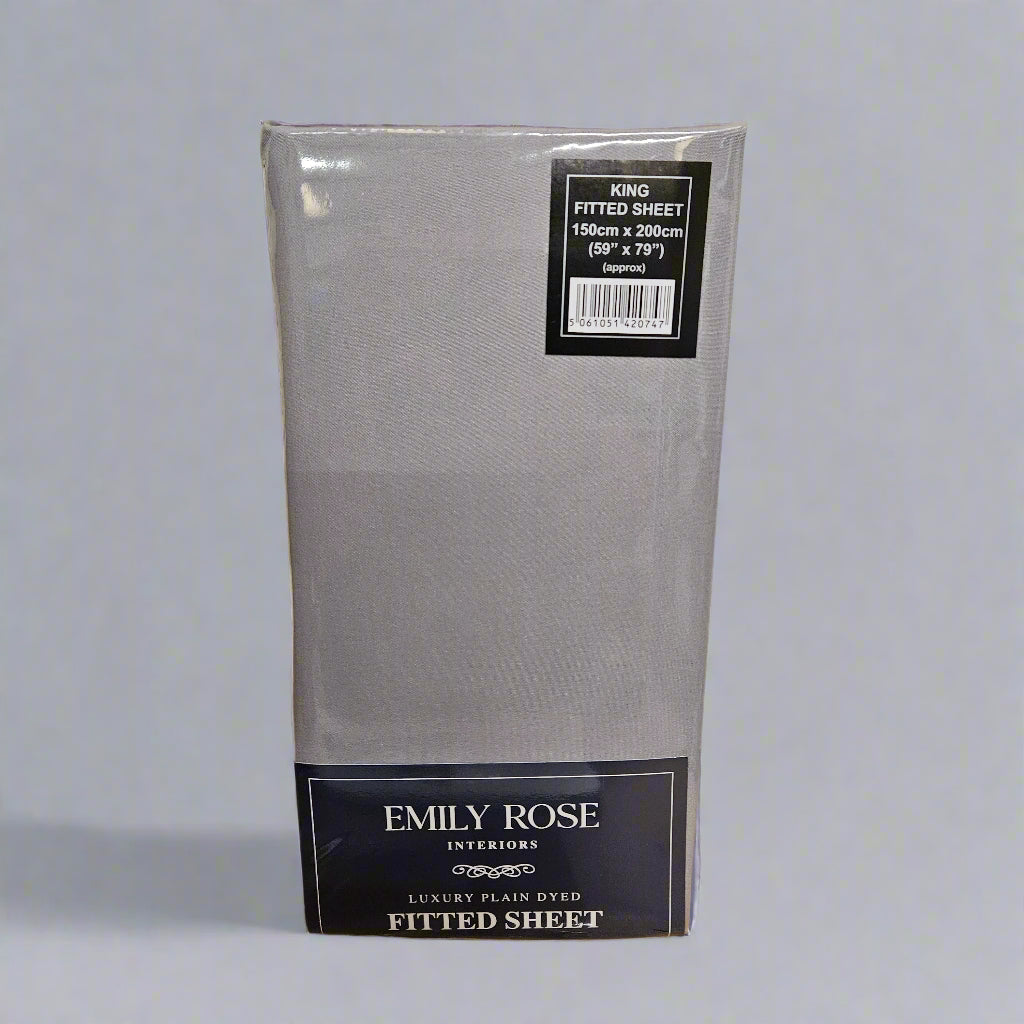 KING
FITTED SHEET
150cm x 200cm
(59” x 79”)
(approx)
5 061051 420747
EMILY ROSE
INTERIORS
LUXURY PLAIN DYED
FITTED SHEET